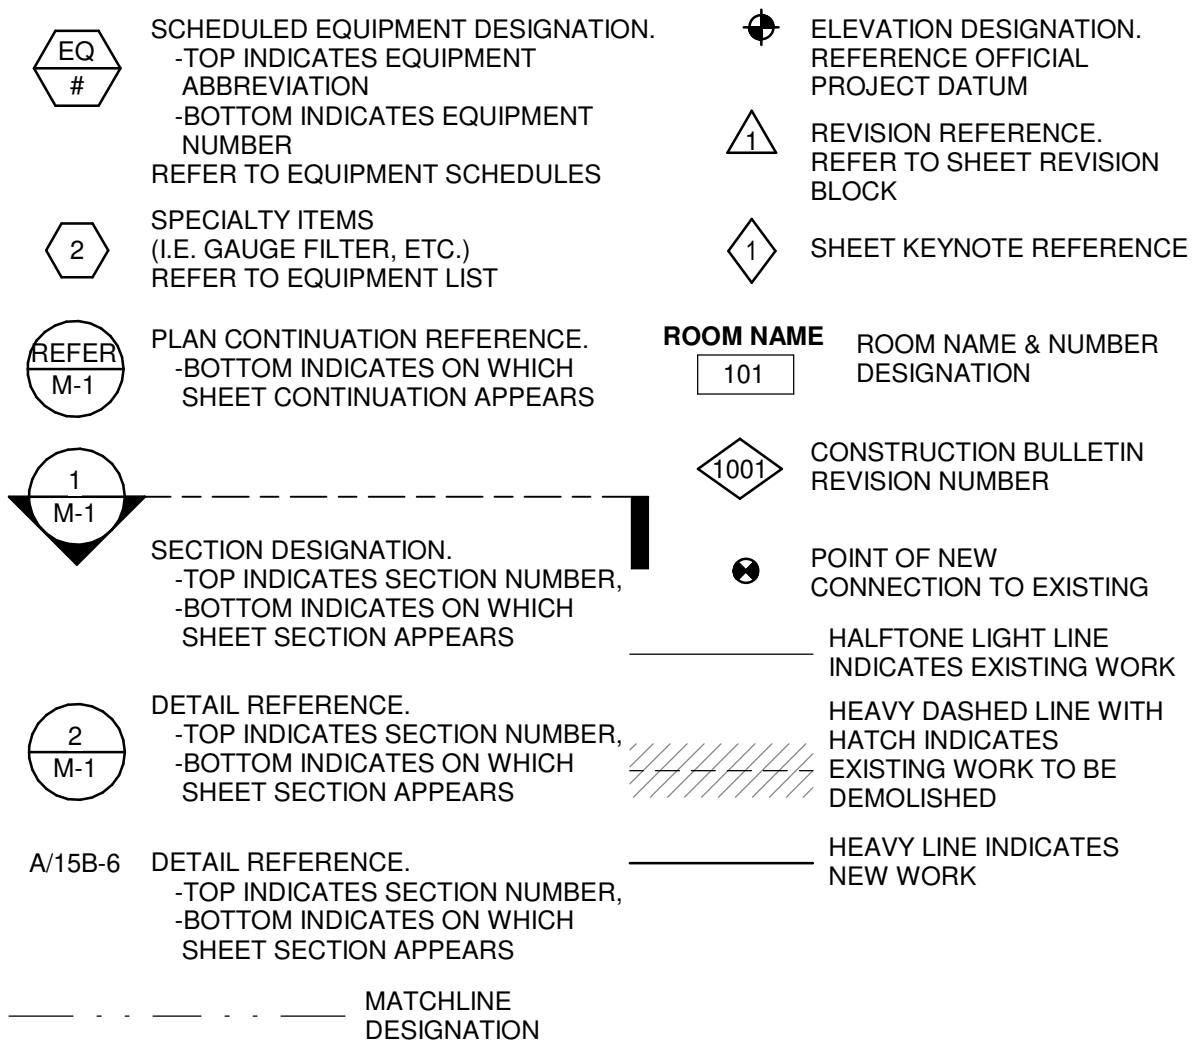 EQ
#
SCHEDULED EQUIPMENT DESIGNATION.
-TOP INDICATES EQUIPMENT
ABBREVIATION
-BOTTOM INDICATES EQUIPMENT
NUMBER
REFER TO EQUIPMENT SCHEDULES
2
SPECIALTY ITEMS
(I.E. GAUGE FILTER, ETC.)
REFER TO EQUIPMENT LIST
REFER
M-1
PLAN CONTINUATION REFERENCE.
-BOTTOM INDICATES ON WHICH
SHEET CONTINUATION APPEARS
1
M-1
SECTION DESIGNATION.
-TOP INDICATES SECTION NUMBER,
-BOTTOM INDICATES ON WHICH
SHEET SECTION APPEARS
2
M-1
DETAIL REFERENCE.
-TOP INDICATES SECTION NUMBER,
-BOTTOM INDICATES ON WHICH
SHEET SECTION APPEARS
A/15B-6
DETAIL REFERENCE.
-TOP INDICATES SECTION NUMBER,
-BOTTOM INDICATES ON WHICH
SHEET SECTION APPEARS
MATCHLINE
DESIGNATION
ELEVATION DESIGNATION.
REFERENCE OFFICIAL
PROJECT DATUM
1
REVISION REFERENCE.
REFER TO SHEET REVISION
BLOCK
1
SHEET KEYNOTE REFERENCE
ROOM NAME
101
ROOM NAME & NUMBER
DESIGNATION
1001
CONSTRUCTION BULLETIN
REVISION NUMBER
POINT OF NEW
CONNECTION TO EXISTING
HALFTONE LIGHT LINE
INDICATES EXISTING WORK
HEAVY DASHED LINE WITH
HATCH INDICATES
EXISTING WORK TO BE
DEMOLISHED
HEAVY LINE INDICATES
NEW WORK